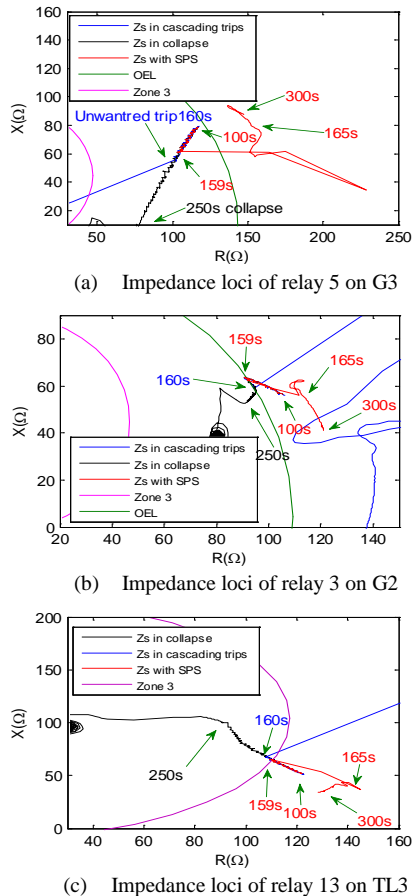 160
140
120
100
80
60
40
20
X(Ω)
Zs in cascading trips
Zs in collapse
Zs with SPS
OEL
Zone 3
Unwantred trip160s
300s
165s
100s
159s
250s collapse
50
100
150
200
250
R(Ω)
(a) Impedance loci of relay 5 on G3
80
60
40
20
0
X(Ω)
159s
160s
165s
300s
100s
250s
Zs in cascading trips
Zs in collapse
Zs with SPS
Zone 3
OEL
20
40
60
80
100
120
140
R(Ω)
(b) Impedance loci of relay 3 on G2
200
150
100
50
0
X(Ω)
Zs in collapse
Zs in cascading trips
Zs with SPS
Zone 3
160s
250s
165s
159s
100s
300s
40
60
80
100
120
140
160
R(Ω)
(c) Impedance loci of relay 13 on TL3